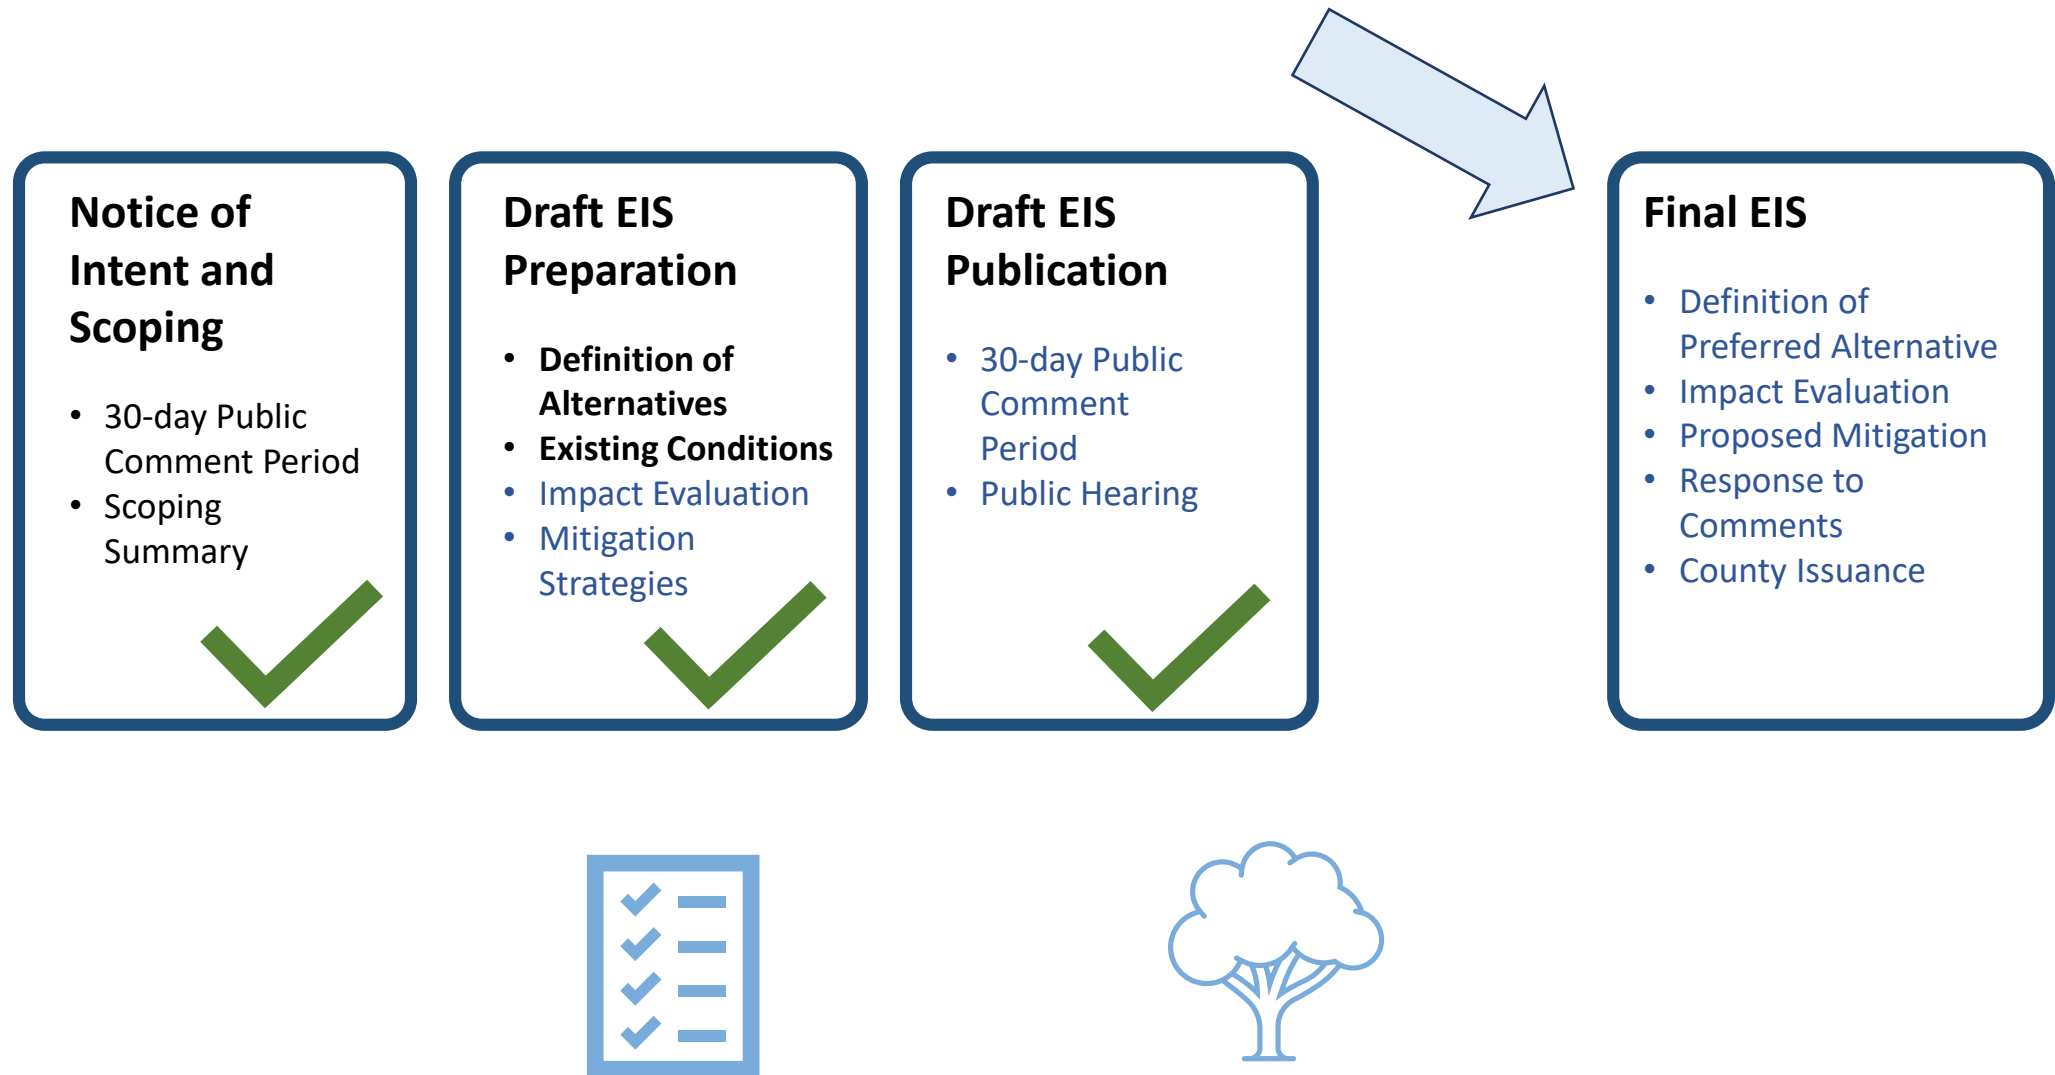 Notice of
Intent and
Scoping
• 30-day Public
Comment Period
• Scoping
Summary
Draft EIS
Preparation
• Definition of
Alternatives
• Existing Conditions
• Impact Evaluation
• Mitigation
Strategies
Draft EIS
Publication
• 30-day Public
Comment
Period
• Public Hearing
Final EIS
• Definition of
Preferred Alternative
• Impact Evaluation
• Proposed Mitigation
• Response to
Comments
• County Issuance